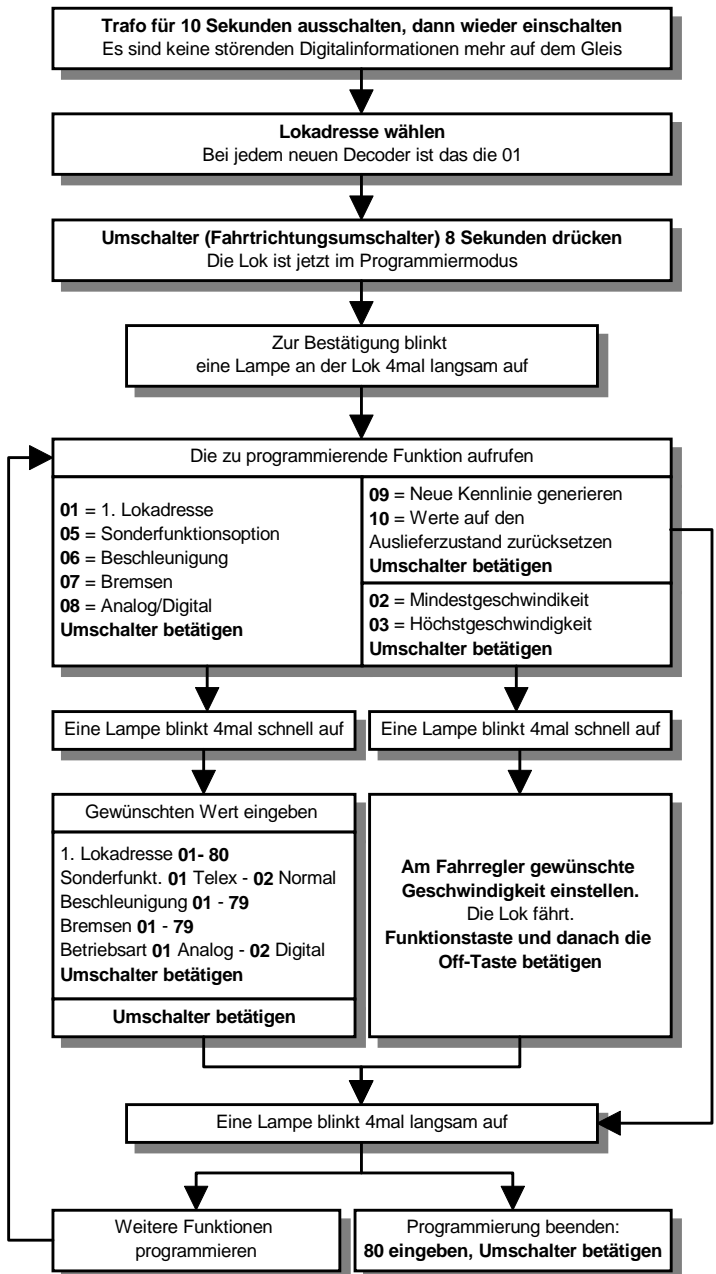 Trafo für 10 Sekunden ausschalten, dann wieder einschalten
Es sind keine störenden Digitalinformationen mehr auf dem Gleis
Lokadresse wählen
Bei jedem neuen Decoder ist das die 01
Umschalter (Fahrtrichtungsumschalter) 8 Sekunden drücken
Die Lok ist jetzt im Programmiermodus
Zur Bestätigung blinkt
eine Lampe an der Lok 4mal langsam auf
Die zu programmierende Funktion aufrufen
01 = 1. Lokadresse
05 = Sonderfunktionsoption
06 = Beschleunigung
07 = Bremsen
08 = Analog/Digital
Umschalter betätigen
09 = Neue Kennlinie generieren
10 = Werte auf den
Auslieferzustand zurücksetzen
Umschalter betätigen
02 = Mindestgeschwindikeit
03 = Höchstgeschwindigkeit
Umschalter betätigen
Eine Lampe blinkt 4mal schnell auf
Eine Lampe blinkt 4mal schnell auf
Gewünschten Wert eingeben
1. Lokadresse 01- 80
Sonderfunkt. 01 Telex - 02 Normal
Beschleunigung 01 - 79
Bremsen 01 - 79
Betriebsart 01 Analog - 02 Digital
Umschalter betätigen
Umschalter betätigen
Am Fahrregler gewünschte
Geschwindigkeit einstellen.
Die Lok fährt.
Funktionstaste und danach die
Off-Taste betätigen
Eine Lampe blinkt 4mal langsam auf
Weitere Funktionen
programmieren
Programmierung beenden:
80 eingeben, Umschalter betätigen